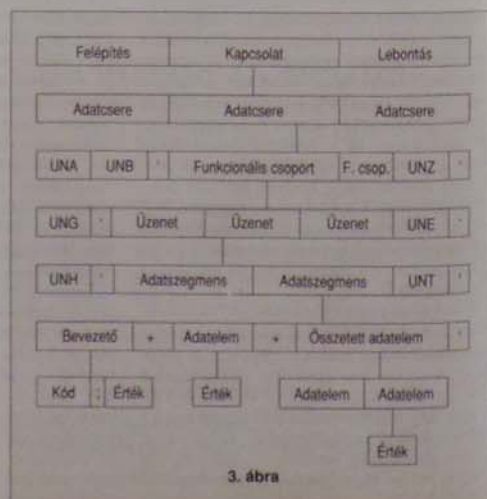 Felépítés Kapcsolat Lebontás
Adatcsere Adatcsere Adatcsere
UNA UNB ' Funkcionális csoport F. csop. UNZ '
UNG ' Üzenet Üzenet Üzenet UNE '
UNH ' Adatszegmens Adatszegmens UNT '
Bevezető + Adatelem + Összetett adatelem '
Kód : Érték Érték Adatelem Adatelem
Érték
3. ábra